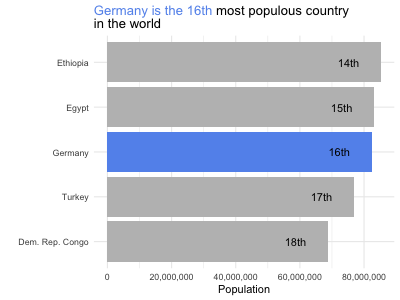 Germany is the 16th most populous country
in the world
Ethiopia 14th
Egypt 15th
Germany 16th
Turkey 17th
Dem. Rep. Congo 18th
0 20,000,000 40,000,000 60,000,000 80,000,000
Population